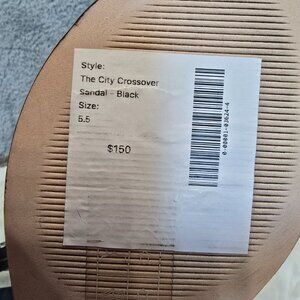 Style:
The City Crossover
Sandal - Black
Size:
5.5
$150